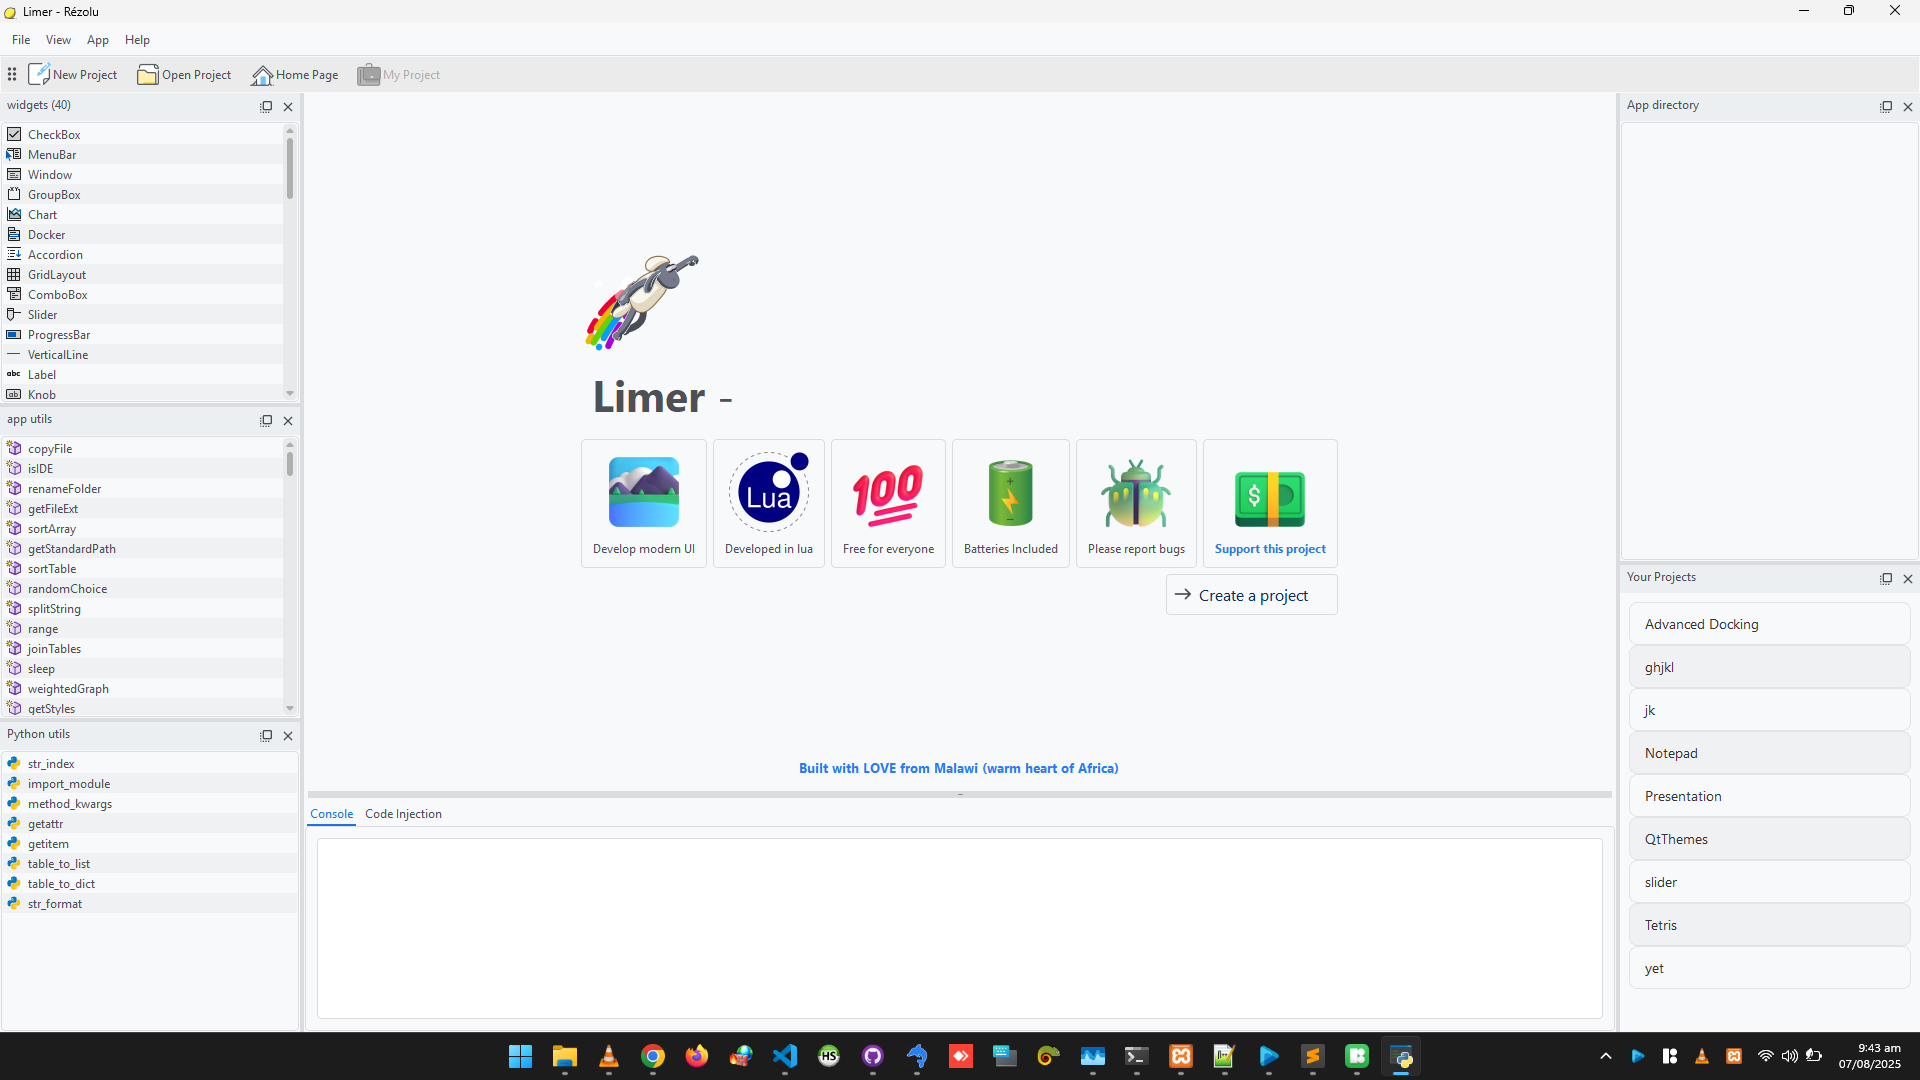 Limer - Rézolu
File View App Help
New Project Open Project Home Page My Project
widgets (40)
CheckBox
MenuBar
Window
GroupBox
Chart
Docker
Accordion
GridLayout
ComboBox
Slider
ProgressBar
VerticalLine
abc Label
ab Knob
app utils
copyFile
isIDE
renameFolder
getFileExt
sortArray
getStandardPath
sortTable
randomChoice
splitString
range
joinTables
sleep
weightedGraph
getStyles
Python utils
str_index
import_module
method_kwargs
getattr
getitem
table_to_list
table_to_dict
str_format
Limer -
Lua
100
$
Develop modern UI
Developed in lua
Free for everyone
Batteries Included
Please report bugs
Support this project
Create a project
Built with LOVE from Malawi (warm heart of Africa)
Console Code Injection
App directory
Your Projects
Advanced Docking
ghjkl
jk
Notepad
Presentation
QtThemes
slider
Tetris
yet
HS
9:43 am
07/08/2025